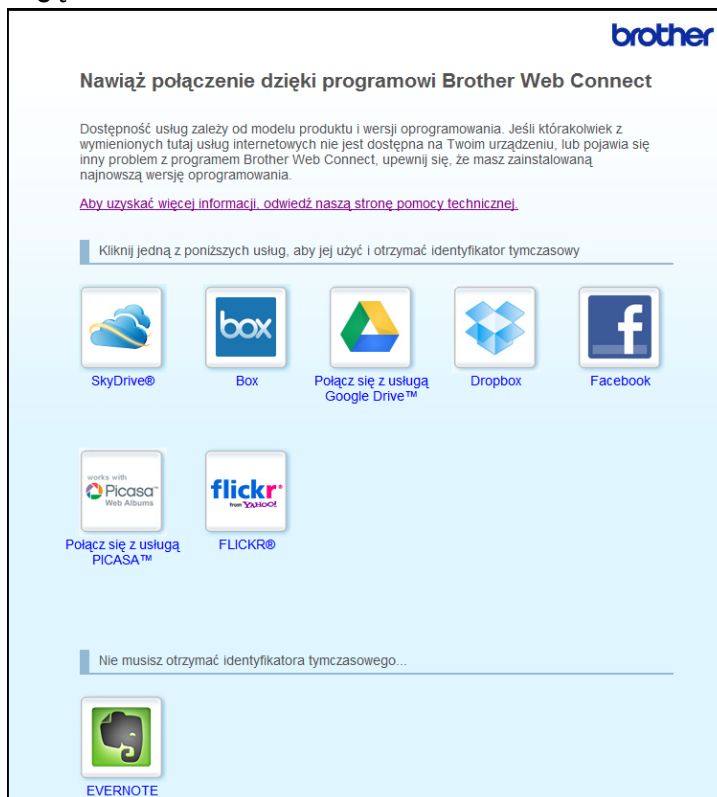 brother
Nawiąż połączenie dzięki programowi Brother Web Connect
Dostępność usług zależy od modelu produktu i wersji oprogramowania. Jeśli którakolwiek z
wymienionych tutaj usług internetowych nie jest dostępna na Twoim urządzeniu, lub pojawia się
inny problem z programem Brother Web Connect, upewnij się, że masz zainstalowaną
najnowszą wersję oprogramowania.
Aby uzyskać więcej informacji, odwiedź naszą stronę pomocy technicznej.
Kliknij jedną z poniższych usług, aby jej użyć i otrzymać identyfikator tymczasowy
box
f
SkyDrive®
Box
Połącz się z usługą
Google Drive™
Dropbox
Facebook
works with
Picasa™
Web Albums
flickr
from YAHOO!
Połącz się z usługą
PICASA™
FLICKR®
Nie musisz otrzymać identyfikatora tymczasowego...
EVERNOTE